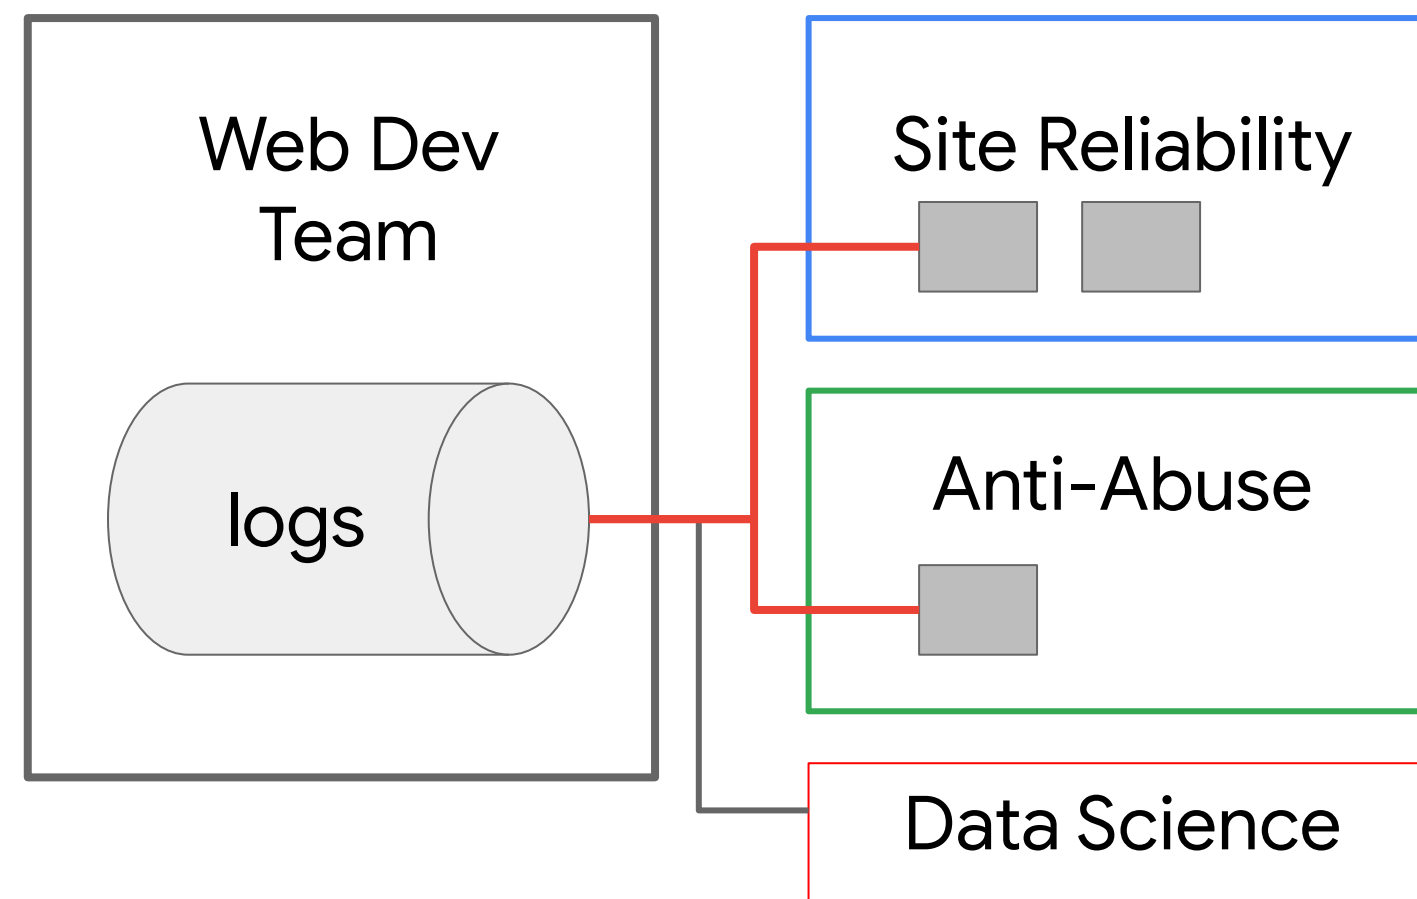 Web Dev
Team
logs
Site Reliability
Anti-Abuse
Data Science